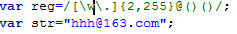 var reg=/[\w\.]{2,255}@()()/;
var str="hhh@163.com";